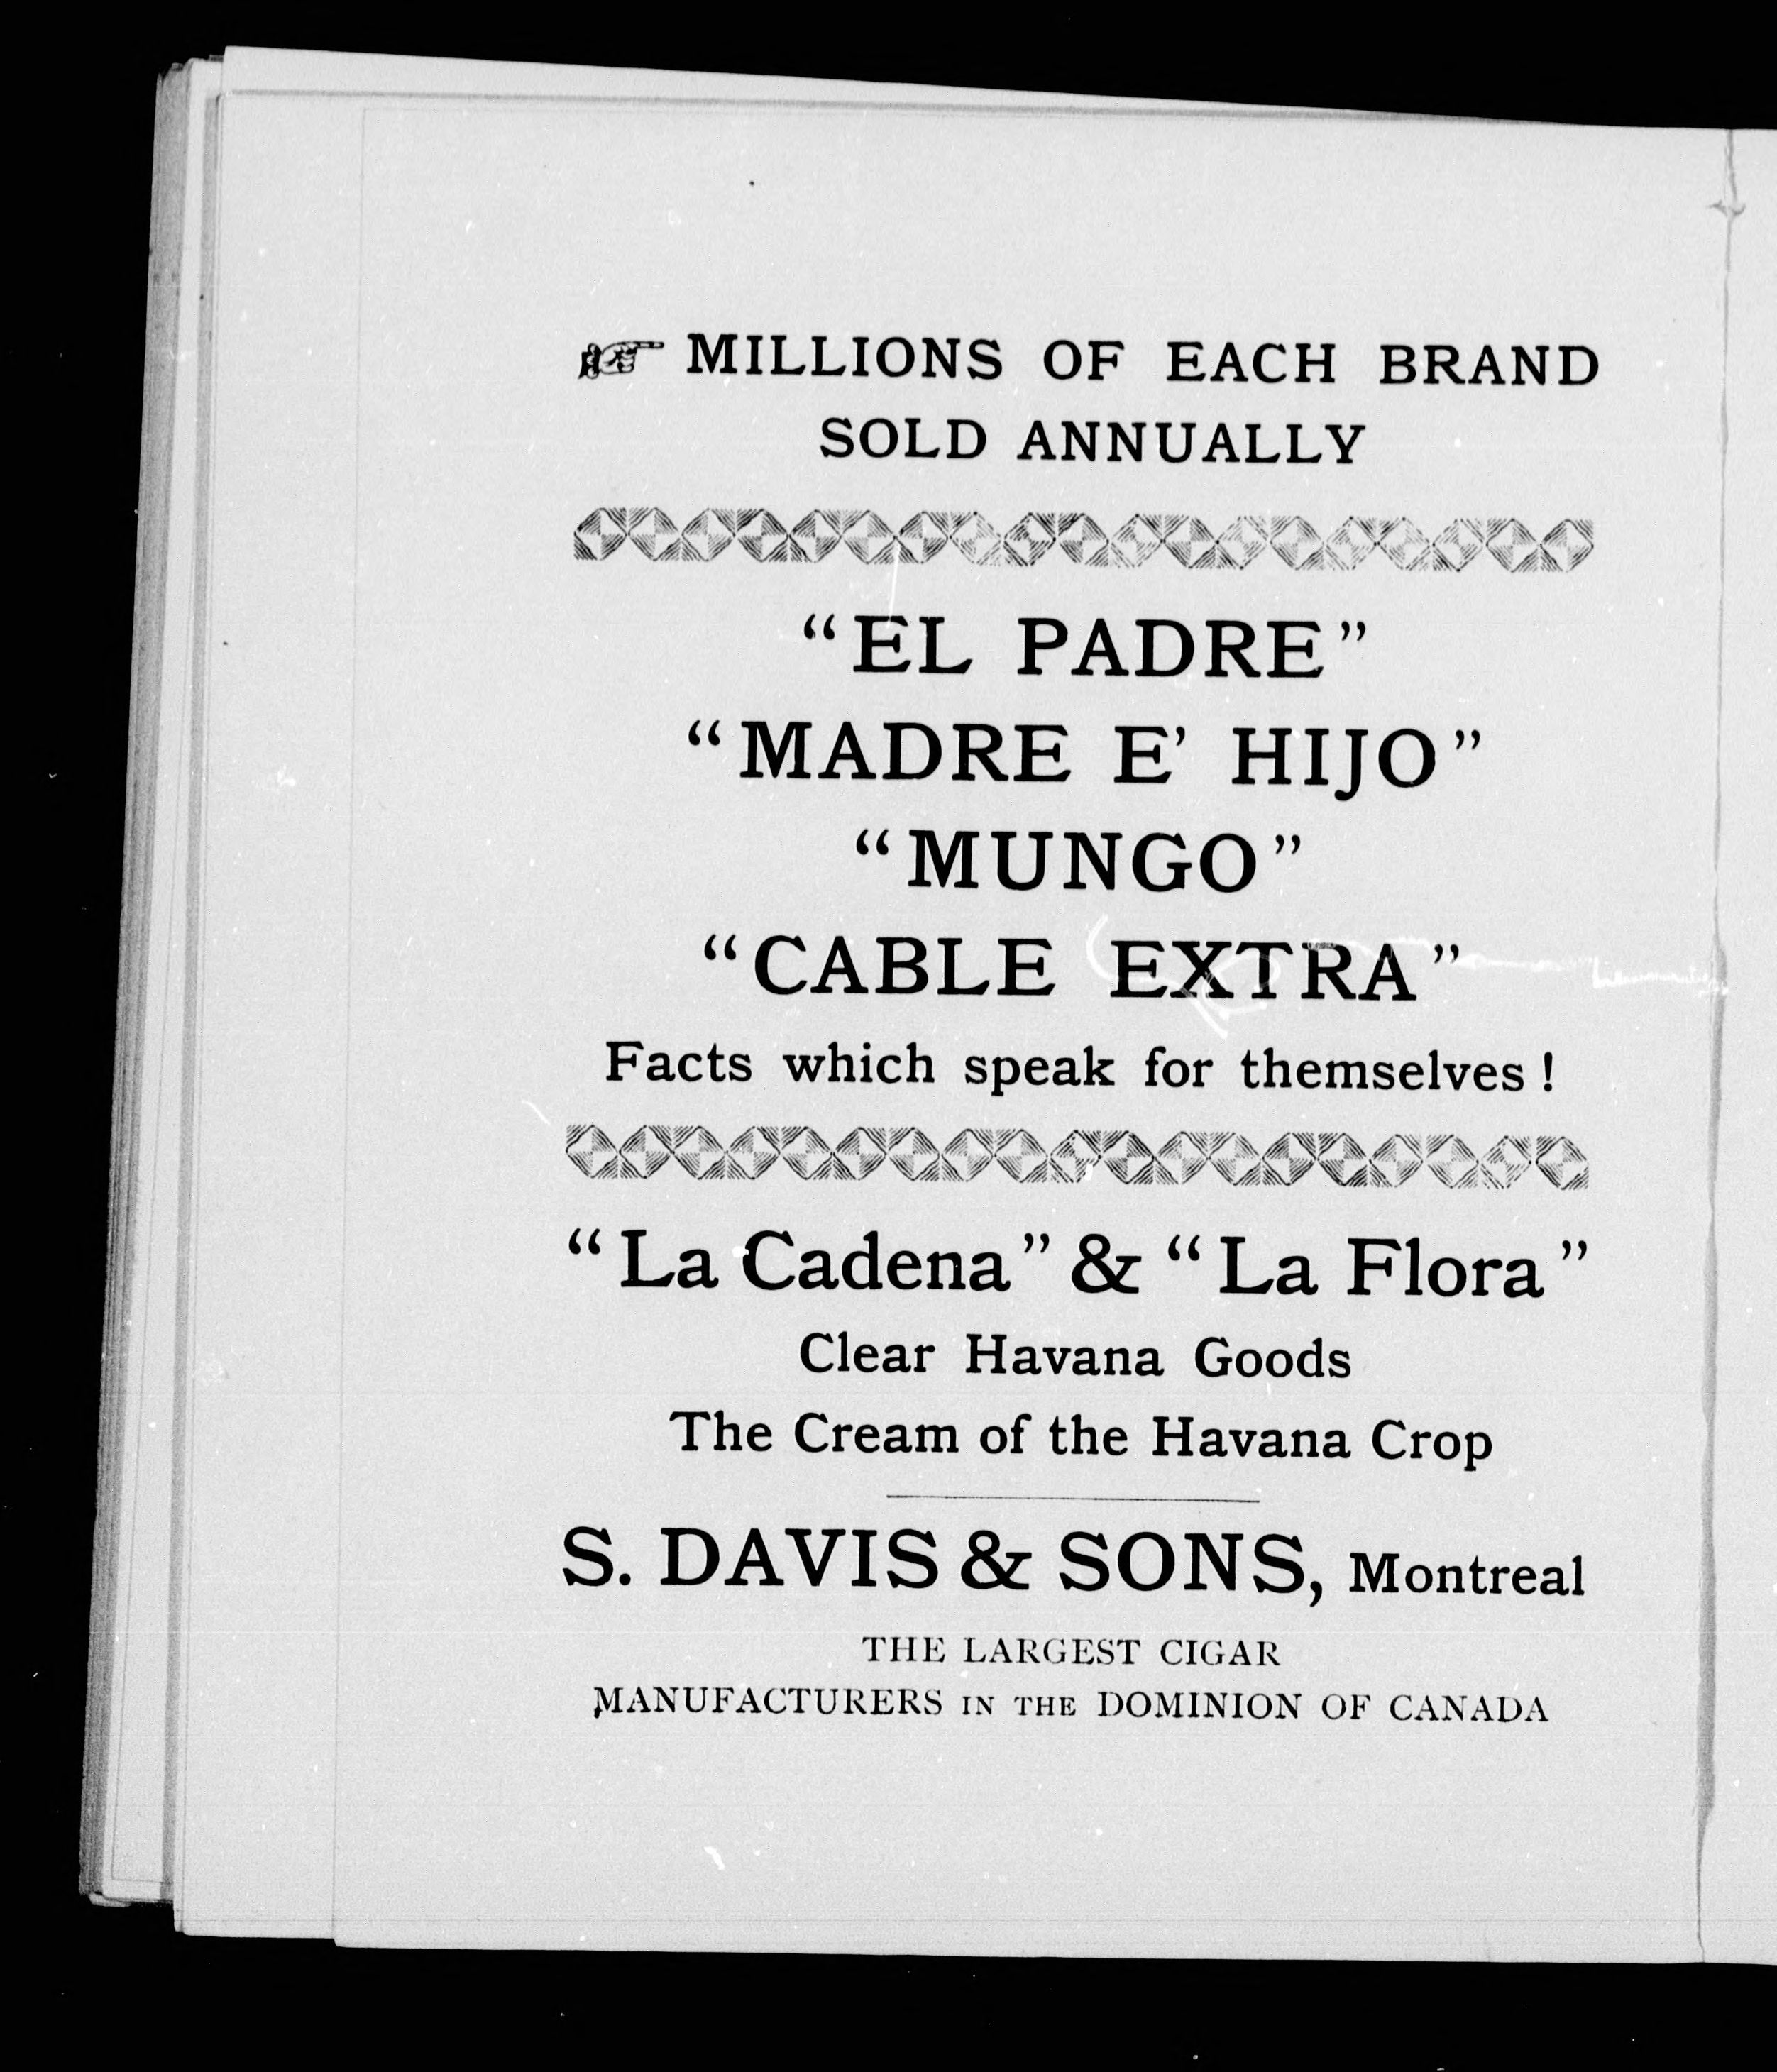 ☞ MILLIONS OF EACH BRAND
SOLD ANNUALLY
“EL PADRE”
“MADRE E’ HIJO”
“MUNGO”
“CABLE EXTRA”
Facts which speak for themselves!
“La Cadena” & “La Flora”
Clear Havana Goods
The Cream of the Havana Crop
S. DAVIS & SONS, Montreal
THE LARGEST CIGAR
MANUFACTURERS IN THE DOMINION OF CANADA